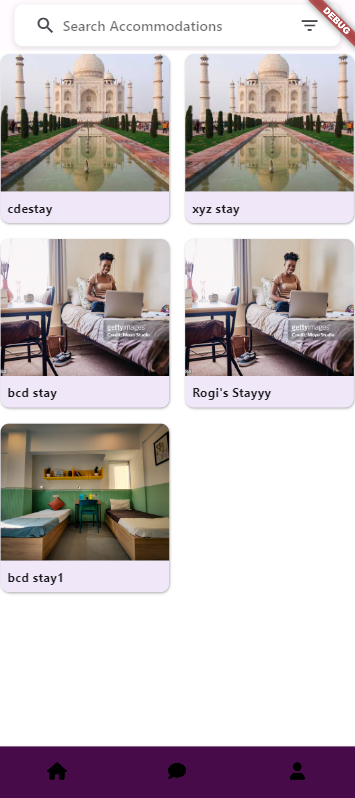 DEBUG
Search Accommodations
cdestay
xyz stay
gettyimages
Credit: Moyo Studio
gettyimages
Credit: Moyo Studio
bcd stay
Rogi's Stayyy
bcd stay1